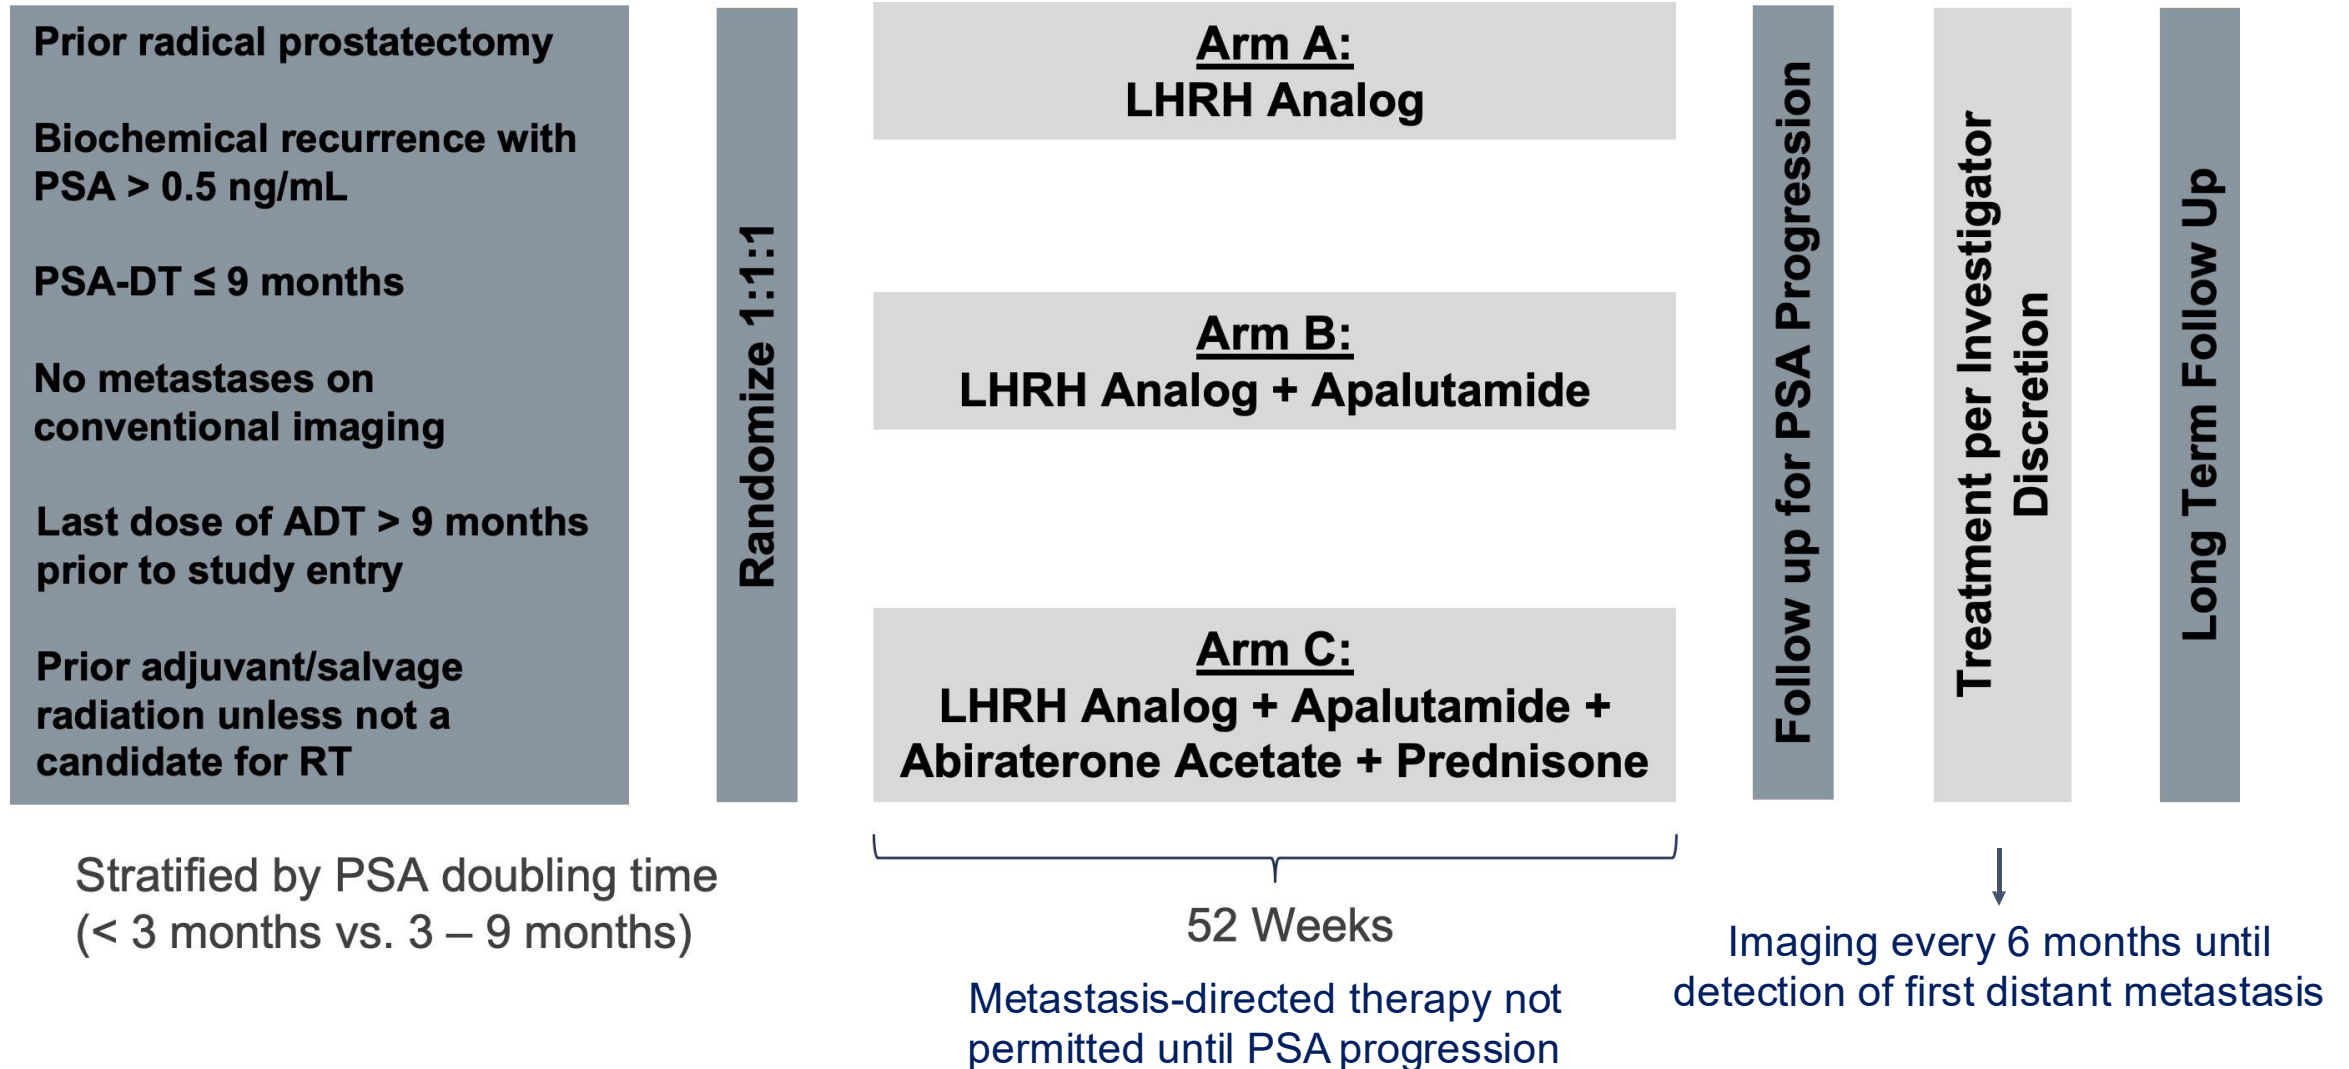 Prior radical prostatectomy
Biochemical recurrence with
PSA > 0.5 ng/mL
PSA-DT ≤ 9 months
No metastases on
conventional imaging
Last dose of ADT > 9 months
prior to study entry
Prior adjuvant/salvage
radiation unless not a
candidate for RT
Stratified by PSA doubling time
(< 3 months vs. 3 – 9 months)
Randomize 1:1:1
Arm A:
LHRH Analog
Arm B:
LHRH Analog + Apalutamide
Arm C:
LHRH Analog + Apalutamide +
Abiraterone Acetate + Prednisone
52 Weeks
Metastasis-directed therapy not
permitted until PSA progression
Follow up for PSA Progression
Treatment per Investigator
Discretion
Long Term Follow Up
Imaging every 6 months until
detection of first distant metastasis